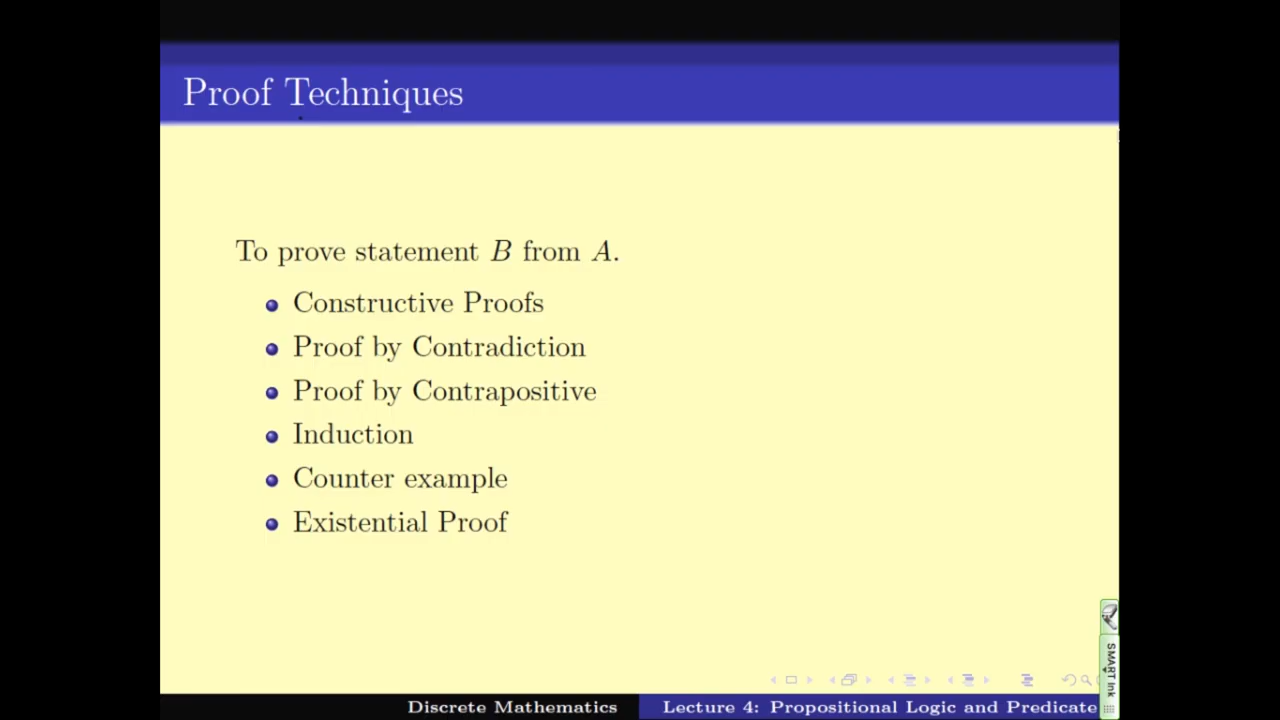 Proof Techniques
To prove statement B from A.
Constructive Proofs
Proof by Contradiction
Proof by Contrapositive
Induction
Counter example
Existential Proof
SMART Ink
Discrete Mathematics
Lecture 4: Propositional Logic and Predicate